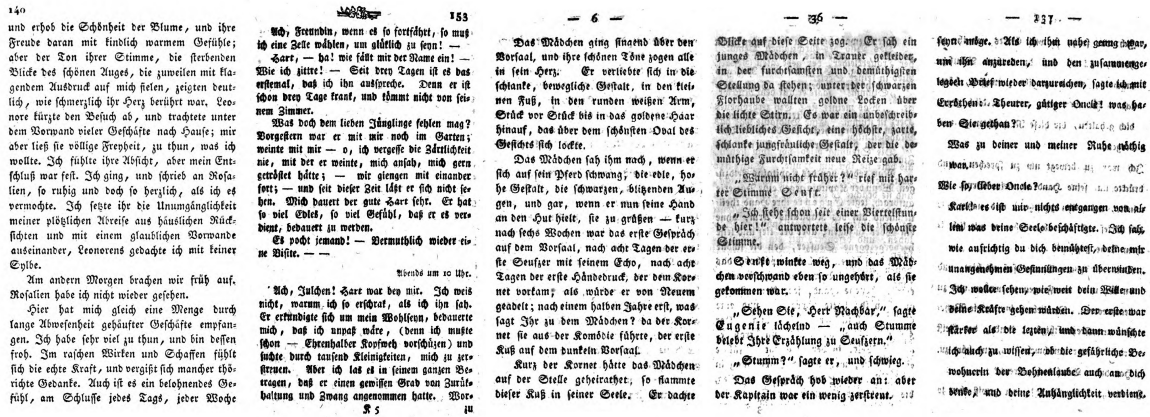 140
und erhob die Schönheit der Blume, und ihre
Freude daran mit kindlich warmem Gefühle;
aber der Ton ihrer Stimme, die sterbenden
Blicke des schönen Auges, die zuweilen mit kla-
gendem Ausdruck auf mich fielen, zeigten deut-
lich, wie schmerzlich ihr Herz berührt war. Leo-
nore kürzte den Besuch ab, und trachtete unter
dem Vorwand vieler Geschäfte nach Hause; mir
aber ließ sie völlige Freyheit, zu thun, was ich
wollte. Ich fühlte ihre Absicht, aber mein Ent-
schluß war fest. Ich ging, und schrieb an Rosa-
lien, so ruhig und doch so herzlich, als ich es
vermochte. Ich setzte ihr die Unumgänglichkeit
meiner plötzlichen Abreise aus häuslichen Rück-
sichten und mit einem glaublichen Vorwande
auseinander, Leonorens gedachte ich mit keiner
Sylbe.
Am andern Morgen brachen wir früh auf.
Rosalien habe ich nicht wieder gesehen.
Hier hat mich gleich eine Menge durch
lange Abwesenheit gehäufter Geschäfte empfan-
gen. Ich habe sehr viel zu thun, und bin dessen
froh. Im raschen Wirken und Schaffen fühlt
sich die echte Kraft, und vergißt sich mancher thö-
richte Gedanke. Auch ist es ein belohnendes Ge-
fühl, am Schlusse jedes Tags, jeder Woche
153
Ach, Freundin, wenn es so fortfährt, so muß
ich eine Zelle wählen, um glüklich zu seyn! —
Hart, — ha! wie fällt mir der Name ein! —
Wie ich zittre! — Seit drey Tagen ist es das
erstemal, daß ich ihn ausspreche. Denn er ist
schon drey Tage krank, und kömmt nicht von sei-
nem Zimmer.
Was doch dem lieben Jünglinge fehlen mag?
Vorgestern war er mit mir noch im Garten;
weinte mit mir — o, ich vergesse die Zärtlichkeit
nie, mit der er weinte, mich ansah, mich gern
getröstet hätte; — wir giengen mit einander
fort; — und seit dieser Zeit läßt er sich nicht se-
hen. Mich dauert der gute Hart sehr. Er hat
so viel Edles, so viel Gefühl, daß er es ver-
dient, bedauert zu werden.
Es pocht jemand! — Vermuthlich wieder ei-
ne Visite. — —
Abends um 10 Uhr.
Ach, Julchen! Hart war bey mir. Ich weis
nicht, warum ich so erschrak, als ich ihn sah.
Er erkundigte sich um mein Wohlseyn, bedauerte
mich, daß ich unpaß wäre, (denn ich mußte
schon — Ehrenhalber Kopfweh vorschüzen) und
suchte durch tausend Kleinigkeiten, mich zu zer-
streuen. Aber ich las es in seinem ganzen Be-
tragen, daß er einen gewissen Grad von Zurük-
haltung und Zwang angenommen hatte. Wor-
K 5 zu
— 6 —
Das Mädchen ging singend über den
Vorsaal, und ihre schönen Töne zogen alle
in sein Herz. Er verliebte sich in die
schlanke, bewegliche Gestalt, in den klei-
nen Fuß, in den runden weißen Arm,
Stück vor Stück bis in das goldene Haar
hinauf, das über dem schönsten Oval des
Gesichts sich lockte.
Das Mädchen sah ihm nach, wenn er
sich auf sein Pferd schwang; die edle, ho-
he Gestalt, die schwarzen, blitzenden Au-
gen, und gar, wenn er nun seine Hand
an den Hut hielt, sie zu grüßen — kurz
nach sechs Wochen war das erste Gespräch
auf dem Vorsaal, nach acht Tagen der er-
ste Seufzer mit seinem Echo, nach acht
Tagen der erste Händedruck, der dem Kor-
net vorkam, als würde er von Neuem
geadelt; nach einem halben Jahre erst, was
sagt Ihr zu dem Mädchen? da der Kor-
net sie aus der Komödie führte, der erste
Kuß auf dem dunkeln Vorsaal.
Kurz der Kornet hätte das Mädchen
auf der Stelle geheirathet, so flammte
dieser Kuß in seiner Seele. Er dachte
— 36 —
Blicke auf diese Seite zog. Er sah ein
junges Mädchen, in Trauer gekleidet,
in der furchtsamsten und demüthigsten
Stellung da stehen; unter der schwarzen
Florhaube wallten goldne Locken über
die lichte Stirn. Es war ein unbeschreib-
lich liebliches Gesicht, eine höchste, zarte,
schlanke jungfräuliche Gestalt, der die de-
müthige Furchtsamkeit neue Reize gab.
„Warum nicht früher?" rief mit har-
ter Stimme Senft.
„Ich stehe schon seit einer Viertelstun-
de hier!" antwortete leise die schönste
Stimme.
Senft winkte weg, und das Mäd-
chen verschwand eben so ungehört, als sie
gekommen war.
„Sehen Sie, Herr Nachbar," sagte
Eugenie lächelnd — „auch Stumme
belebt Ihre Erzählung zu Seufzern."
„Stumm?" sagte er, und schwieg.
Das Gespräch hob wieder an: aber
der Kapitain war ein wenig zerstreut.
— 237 —
seyn möge. Als ich ihm nahe genug war,
um ihn anzureden, und den zusammenge-
legten Brief wieder darzureichen, sagte ich mit
Erröthen: Theurer, gütiger Oncle! was ha-
ben Sie gethan?
Was zu deiner und meiner Ruhe nöthig
war.
Wie so, lieber Oncle?
Karl, es ist mir nichts entgangen von al-
lem was deine Seele beschäftigte. Ich sah,
wie aufrichtig du dich bemühtest, deine mir
unangenehmen Gesinnungen zu überwinden.
Ich wollte sehen, wie weit dein Wille und
Kräfte gehen würden. Der erste war
stärker als die letzten, und dann wünschte
ich auch zu wissen, ob die gefährliche Be-
wohnerin der Bohnenlaube auch an dich
denke, und deine Anhänglichkeit verdiene.